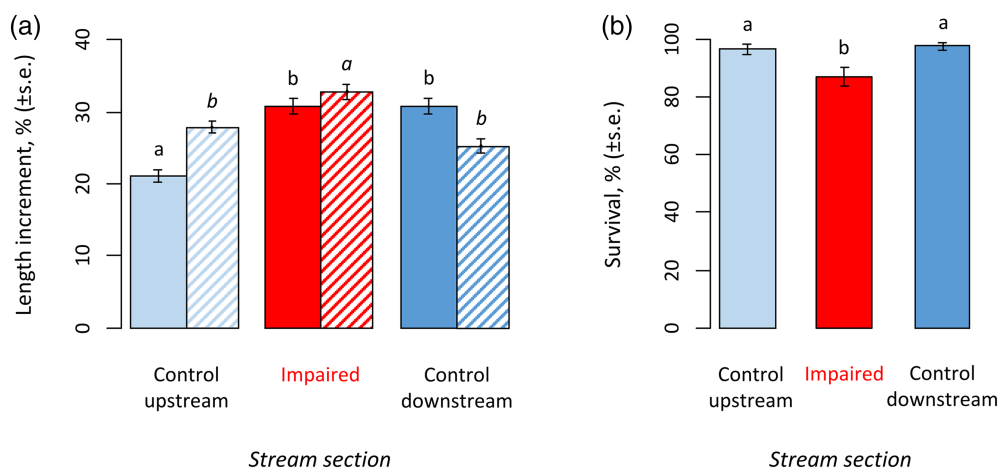 (a)
Length increment, % (±s.e.)
0
10
20
30
40
a
b
b
a
b
b
Control
upstream
Impaired
Control
downstream
Stream section
(b)
Survival, % (±s.e.)
0
20
40
60
80
100
a
b
a
Control
upstream
Impaired
Control
downstream
Stream section